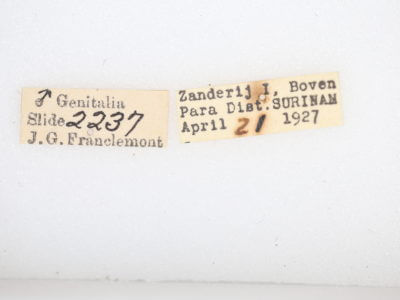 ♂ Genitalia
Slide 2237
J. G. Franclemont
Zanderij I, Boven
Para Dist. SURINAM
April 21 1927